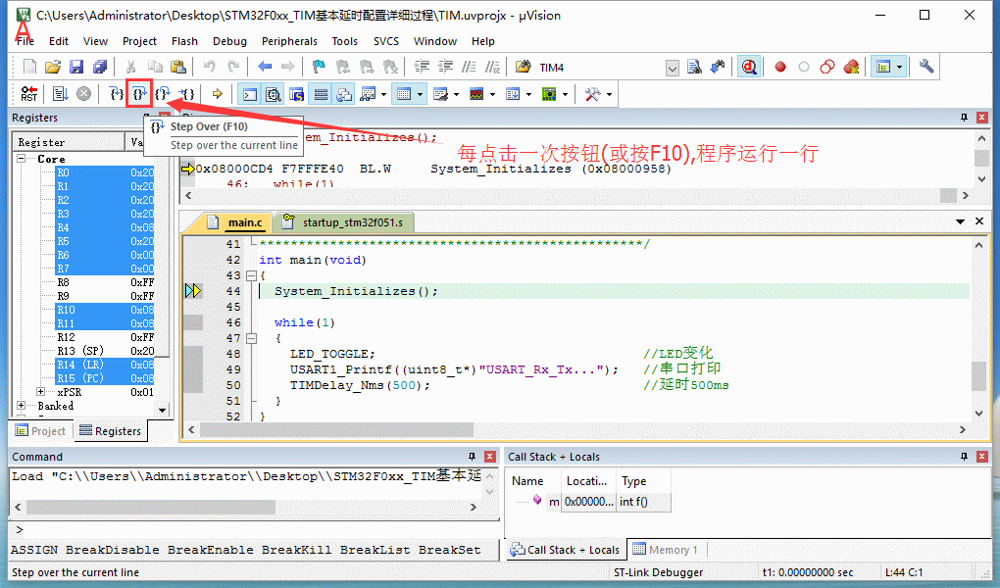 C:\Users\Administrator\Desktop\STM32F0xx_TIM基本延时配置详细过程\TIM.uvprojx - µVision
A
File Edit View Project Flash Debug Peripherals Tools SVCS Window Help
TIM4
RST
Registers
Step Over (F10)
Step over the current line
em_Initializes();
每点击一次按钮(或按F10),程序运行一行
0x08000CD4 F7FFFE40 BL.W System_Initializes (0x08000958)
46: while(1)
Register Va
Core
R0 0x20
R1 0x20
R2 0x20
R3 0x20
R4 0x08
R5 0x20
R6 0x00
R7 0x00
R8 0xFF
R9 0xFF
R10 0x08
R11 0x08
R12 0xFF
R13 (SP) 0x20
R14 (LR) 0x08
R15 (PC) 0x08
xPSR 0x01
Banked
Project Registers
main.c startup_stm32f051.s
41 *************************************************/
42 int main(void)
43 {
44 System_Initializes();
45
46 while(1)
47 {
48 LED_TOGGLE; //LED变化
49 USART1_Printf((uint8_t*)"USART_Rx_Tx..."); //串口打印
50 TIMDelay_Nms(500); //延时500ms
51 }
52 }
Command
Load "C:\\Users\\Administrator\\Desktop\\STM32F0xx_TIM基本延
>
ASSIGN BreakDisable BreakEnable BreakKill BreakList BreakSet
Call Stack + Locals
Name Locati... Type
m 0x00000... int f()
Call Stack + Locals Memory 1
Step over the current line ST-Link Debugger t1: 0.00000000 sec L:44 C:1